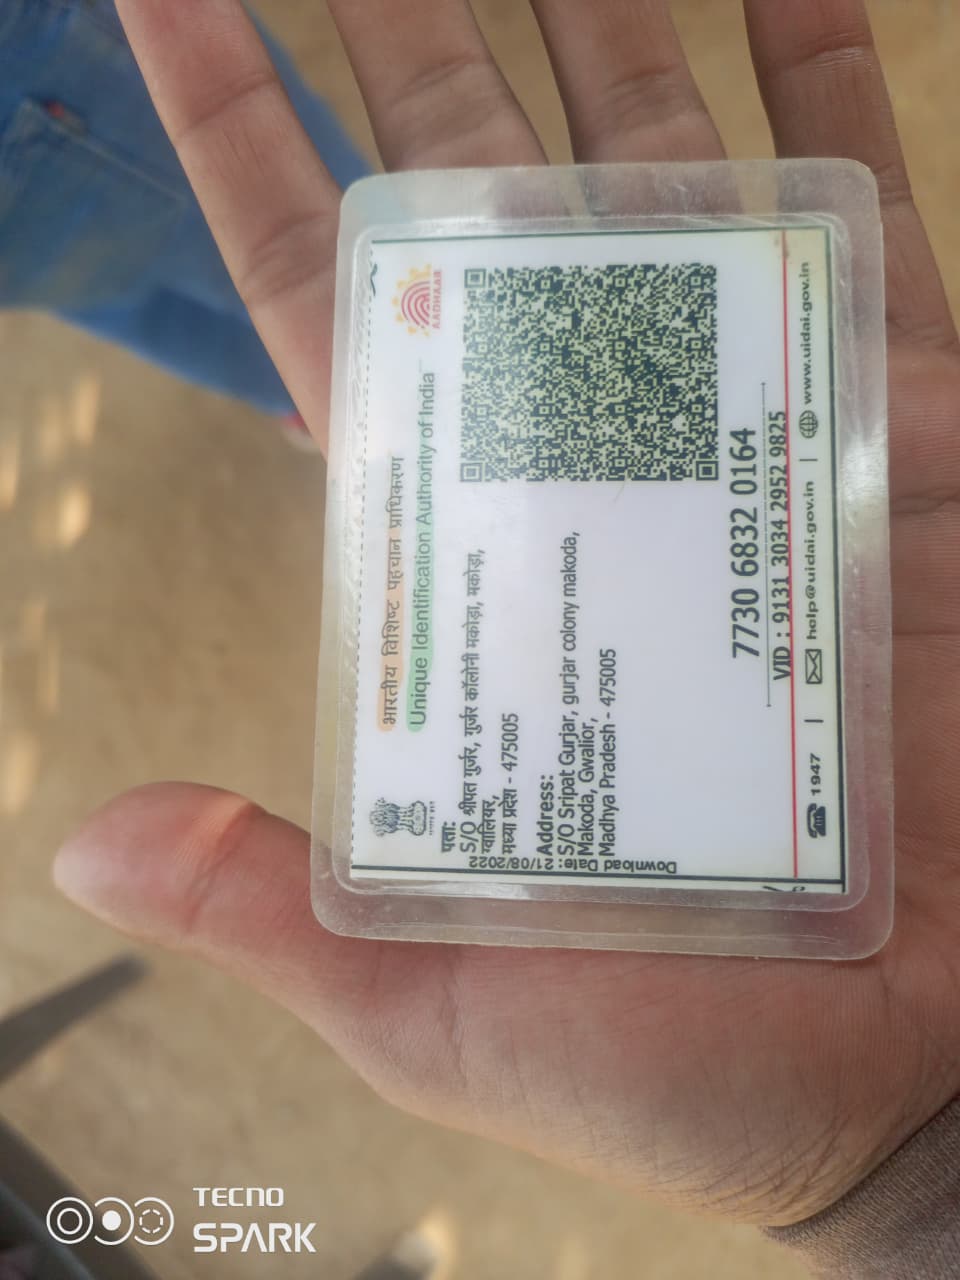 भारतीय विशिष्ट पहचान प्राधिकरण
Unique Identification Authority of India
AADHAAR
पता:
S/O श्रीपत गुर्जर, गुर्जर कॉलोनी मकोड़ा, मकोड़ा,
ग्वालियर,
मध्य प्रदेश - 475005
Address:
S/O Sripat Gurjar, gurjar colony makoda,
Makoda, Gwalior,
Madhya Pradesh - 475005
Download Date: 21/08/2022
7730 6832 0164
VID : 9131 3034 2952 9825
1947 | help@uidai.gov.in | www.uidai.gov.in
TECNO
SPARK